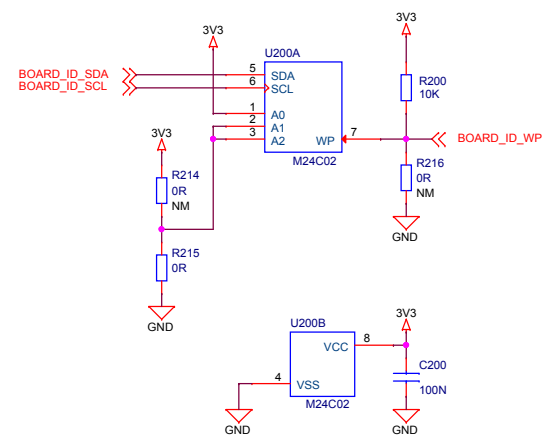 3V3
3V3
U200A
BOARD_ID_SDA
5
SDA
BOARD_ID_SCL
6
SCL
R200
10K
1
A0
2
A1
3
A2
WP
7
BOARD_ID_WP
M24C02
3V3
R214
0R
NM
R216
0R
NM
GND
R215
0R
GND
3V3
U200B
VCC
8
C200
100N
4
VSS
M24C02
GND
GND